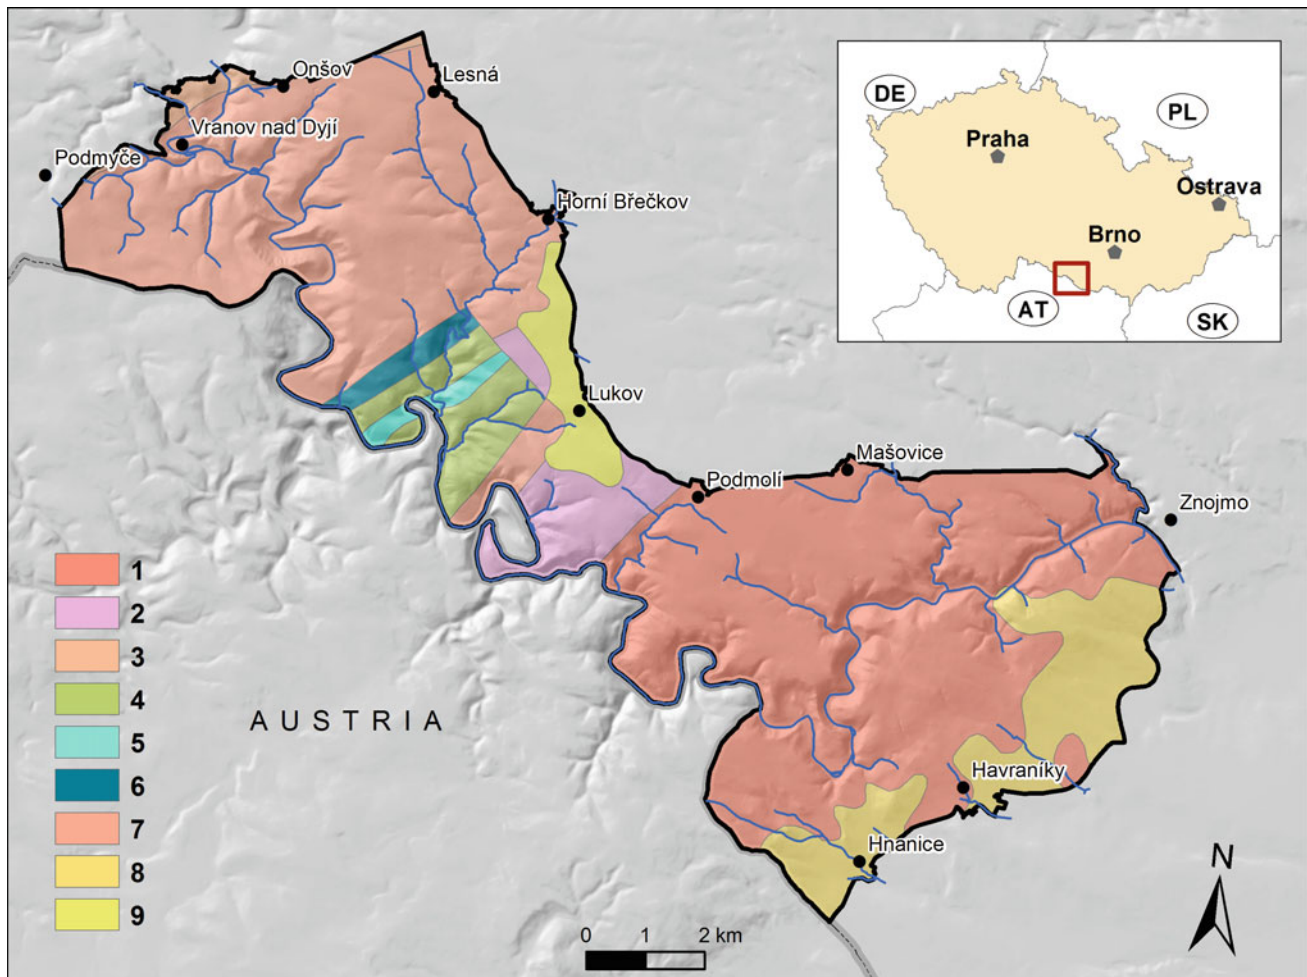 Onšov
Lesná
Vranov nad Dyjí
Podmyče
Horní Břečkov
Lukov
Podmolí
Mašovice
Znojmo
Havraníky
Hnanice
AUSTRIA
DE
PL
Praha
Ostrava
Brno
AT
SK
1
2
3
4
5
6
7
8
9
0 1 2 km
N